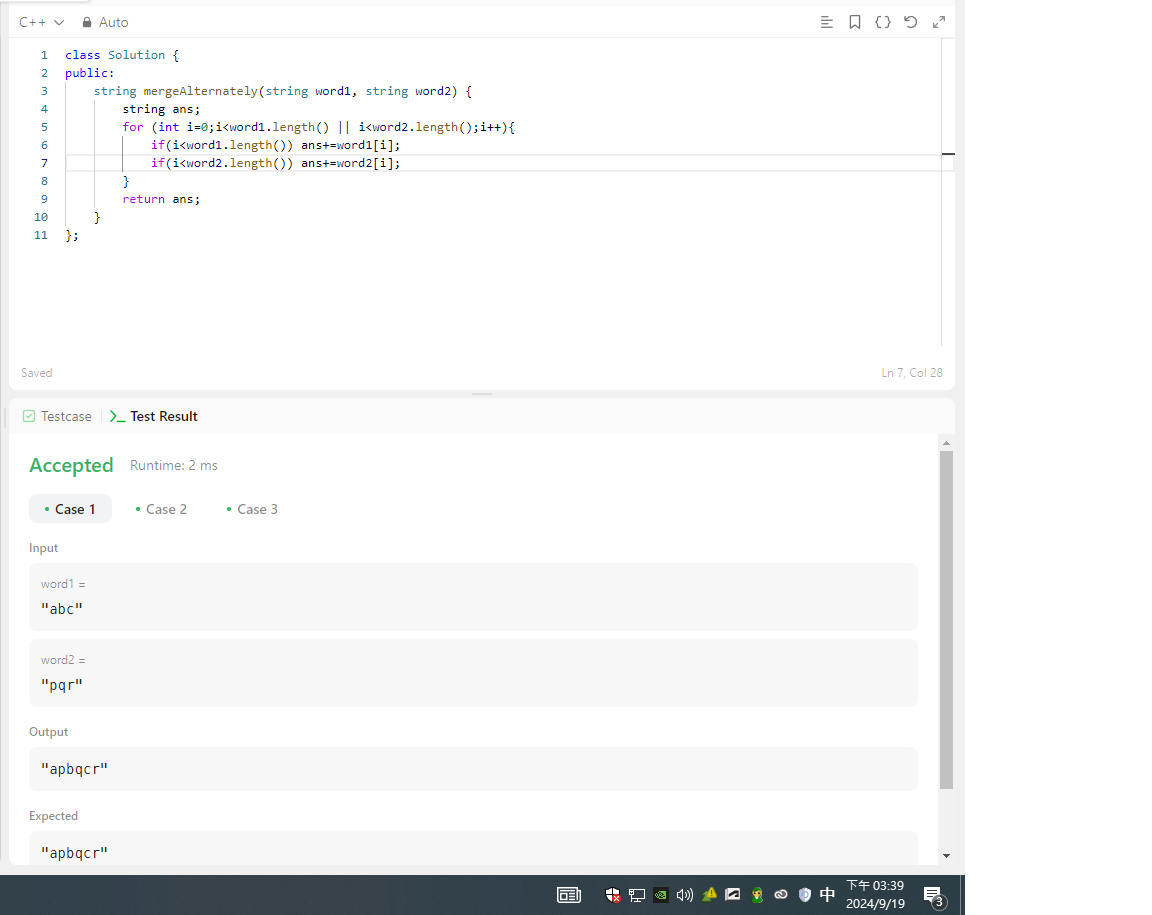 C++ Auto
1 class Solution {
2 public:
3 string mergeAlternately(string word1, string word2) {
4 string ans;
5 for (int i=0;i<word1.length() || i<word2.length();i++){
6 if(i<word1.length()) ans+=word1[i];
7 if(i<word2.length()) ans+=word2[i];
8 }
9 return ans;
10 }
11 };
Saved Ln 7, Col 28
Testcase Test Result
Accepted Runtime: 2 ms
Case 1 Case 2 Case 3
Input
word1 =
"abc"
word2 =
"pqr"
Output
"apbqcr"
Expected
"apbqcr"
中 下午 03:39
2024/9/19 3